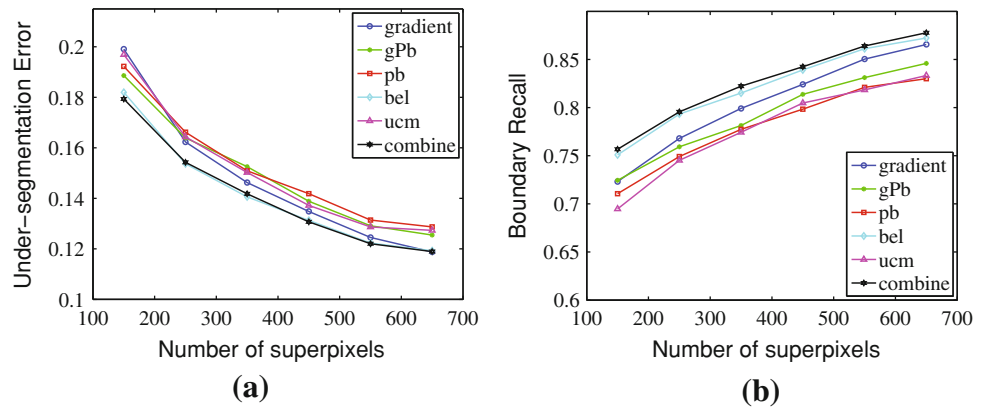 Under-segmentation Error
0.2
0.18
0.16
0.14
0.12
0.1
100 200 300 400 500 600 700
Number of superpixels
gradient
gPb
pb
bel
ucm
combine
(a)
Boundary Recall
0.85
0.8
0.75
0.7
0.65
0.6
100 200 300 400 500 600 700
Number of superpixels
gradient
gPb
pb
bel
ucm
combine
(b)